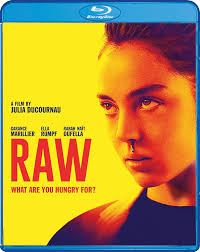 Blu-ray Disc
A FILM BY
JULIA DUCOURNAU
GARANCE ELLA RABAH NAÏT
MARILLIER RUMPF OUFELLA
RAW
WHAT ARE YOU HUNGRY FOR?